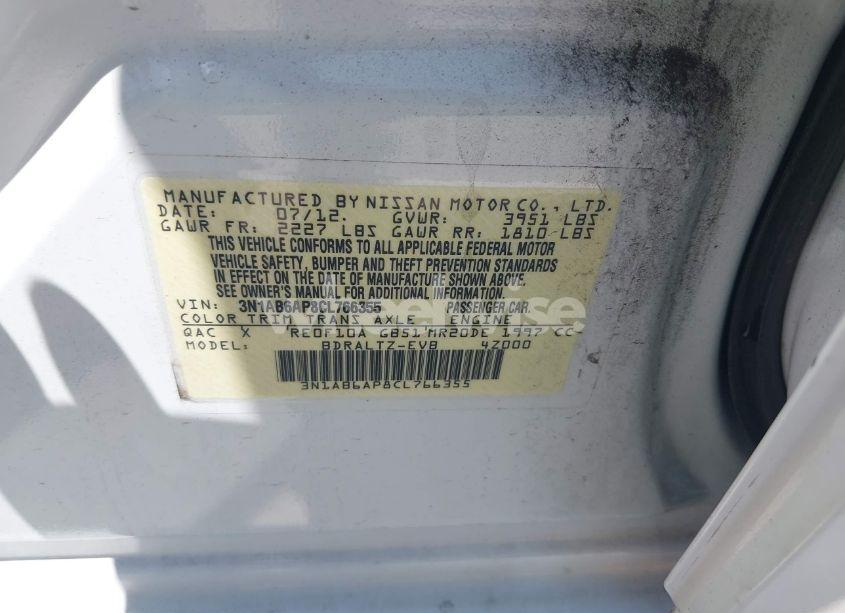 MANUFACTURED BY NISSAN MOTOR CO., LTD.
DATE: 07/12. GVWR: 3951 LBS
GAWR FR: 2227 LBS GAWR RR: 1810 LBS
THIS VEHICLE CONFORMS TO ALL APPLICABLE FEDERAL MOTOR
VEHICLE SAFETY, BUMPER AND THEFT PREVENTION STANDARDS
IN EFFECT ON THE DATE OF MANUFACTURE SHOWN ABOVE.
SEE OWNER'S MANUAL FOR ADDITIONAL INFORMATION.
VIN: 3N1AB6AP8CL766355 PASSENGER CAR.
COLOR TRIM TRANS AXLE ENGINE
QAC X RE0F10A GB51 MR20DE 1997 CC
MODEL: BDRALTZ-EVB 4Z000
3N1AB6AP8CL766355